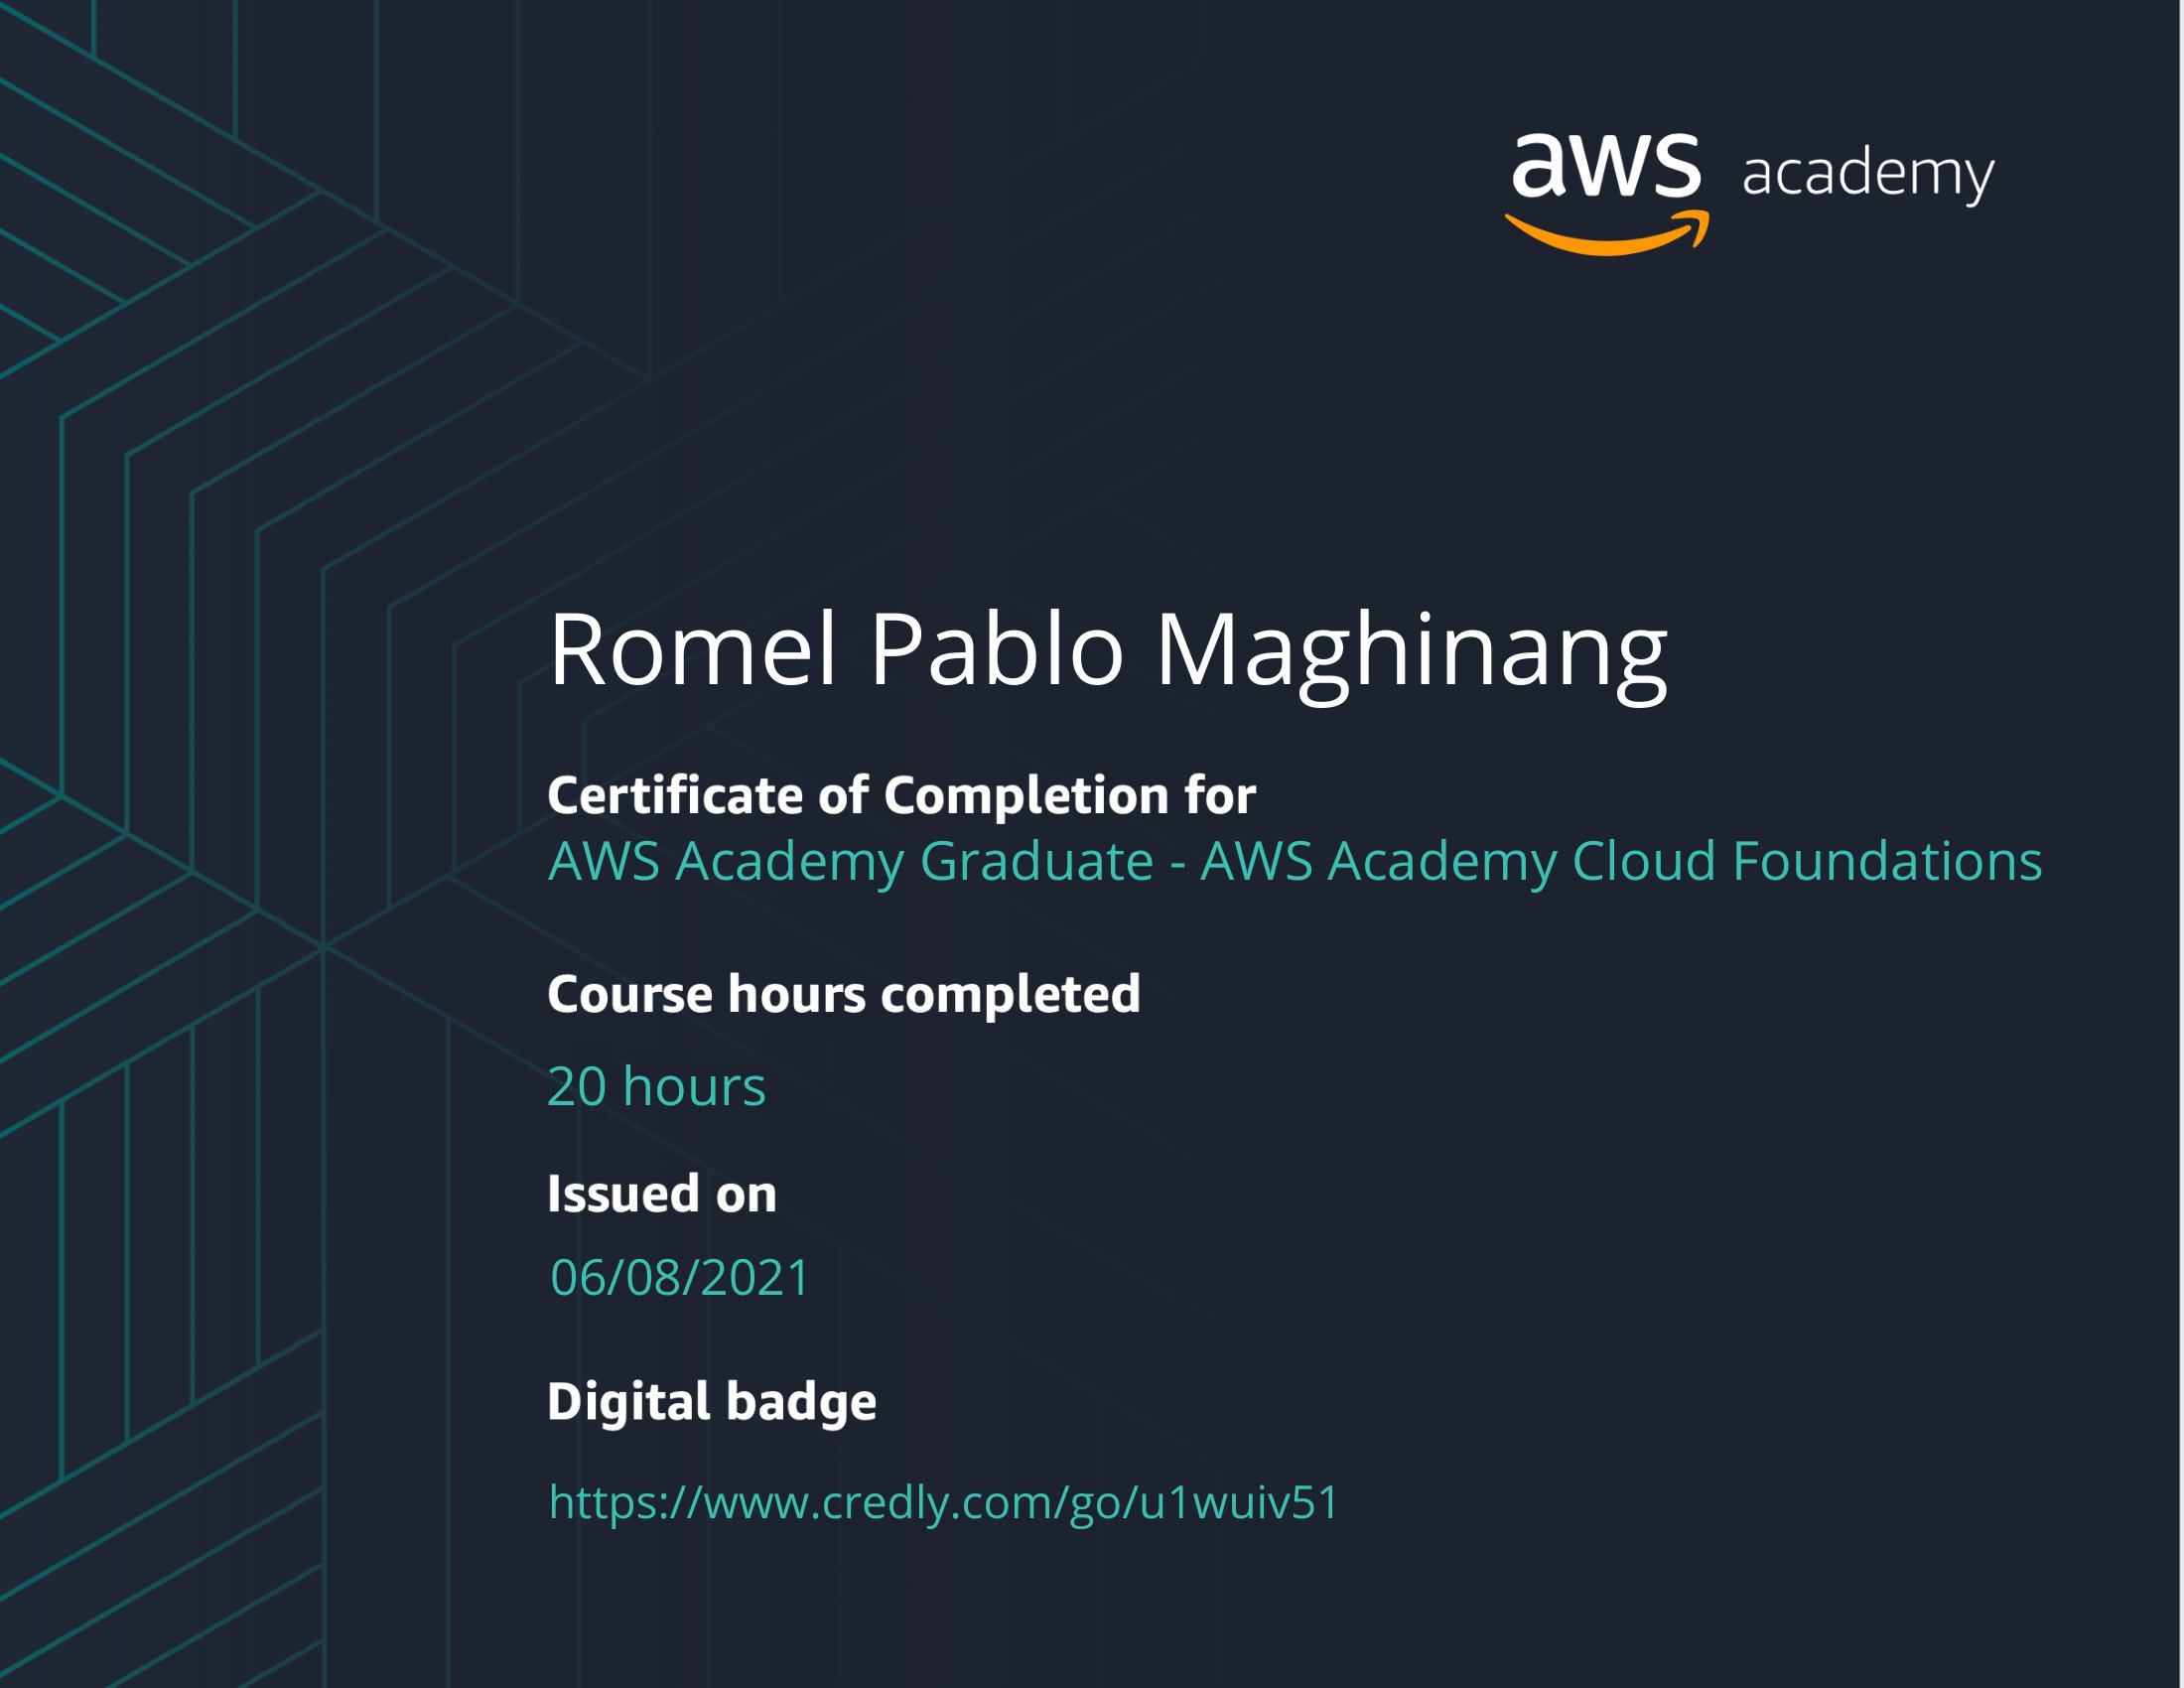 aws academy
Romel Pablo Maghinang
Certificate of Completion for
AWS Academy Graduate - AWS Academy Cloud Foundations
Course hours completed
20 hours
Issued on
06/08/2021
Digital badge
https://www.credly.com/go/u1wuiv51